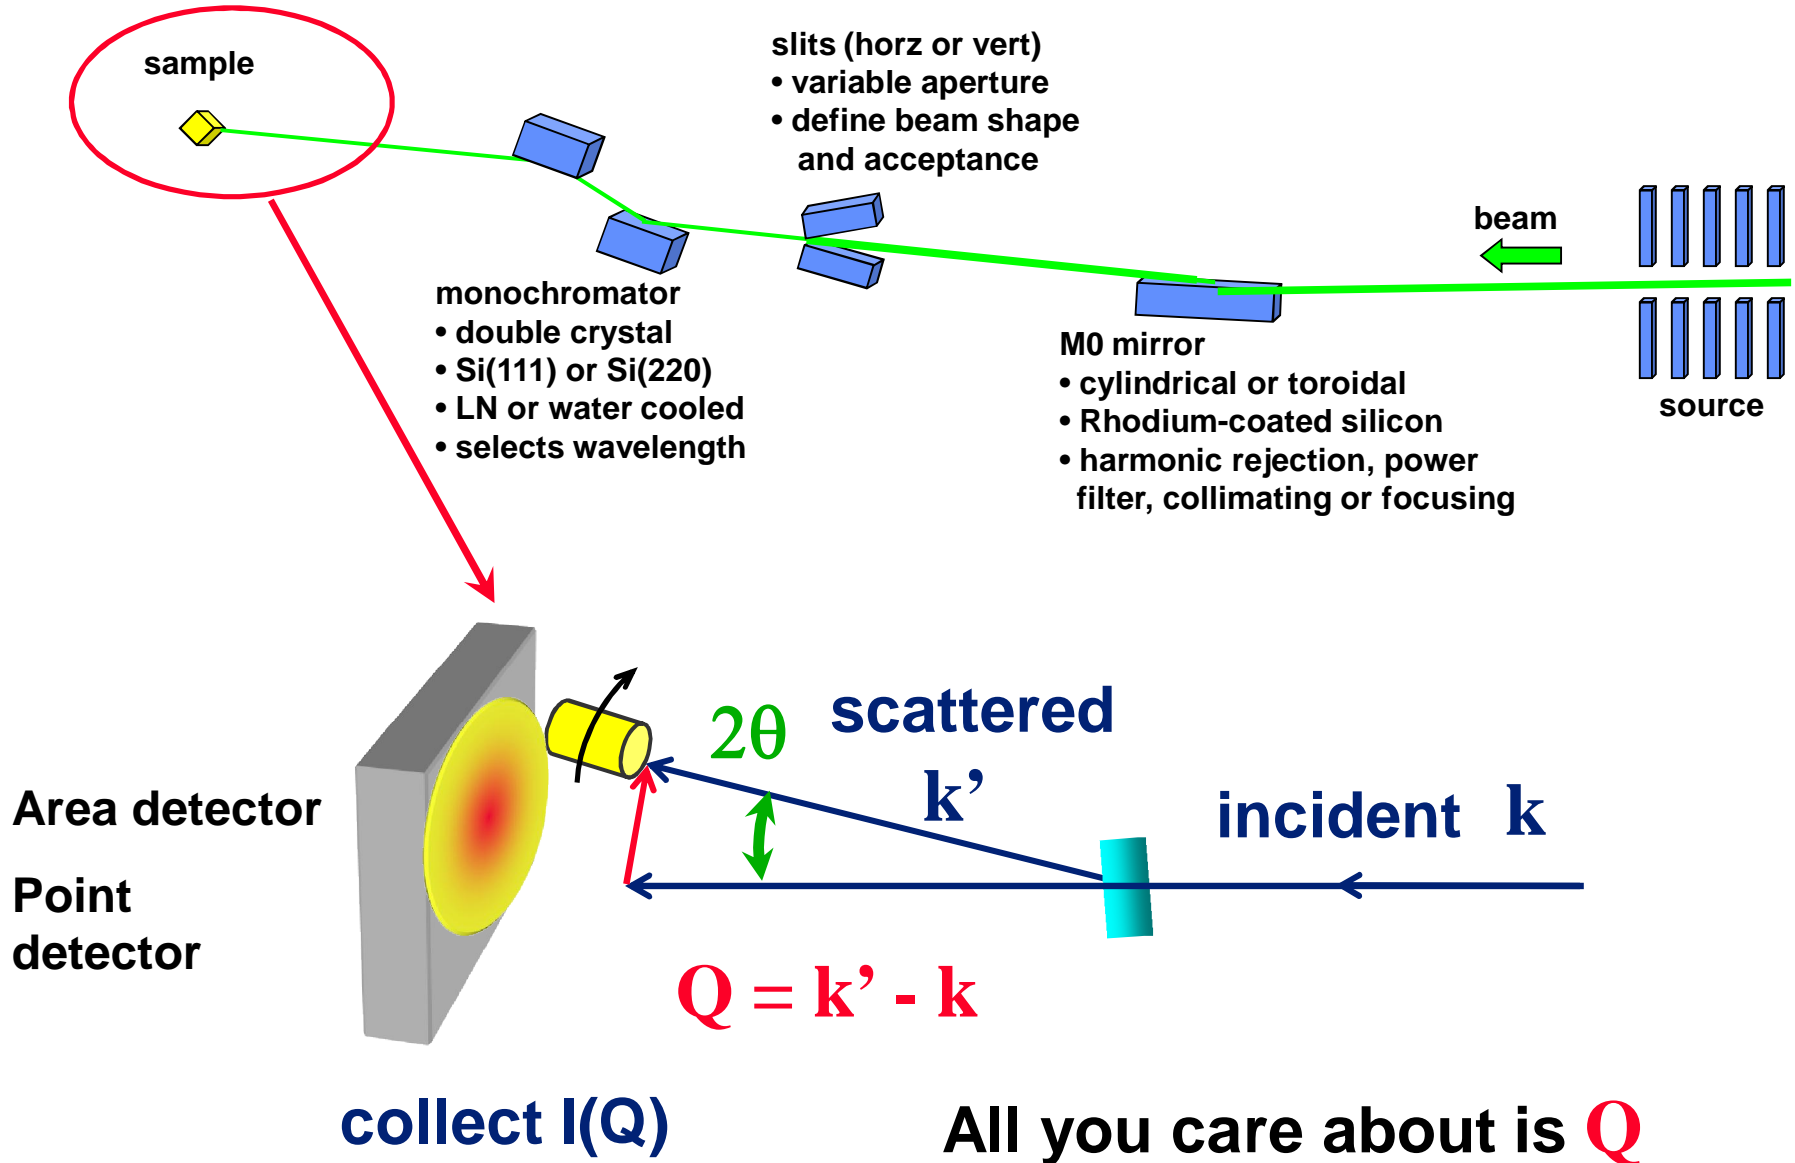 sample
slits (horz or vert)
• variable aperture
• define beam shape
and acceptance
beam
source
monochromator
• double crystal
• Si(111) or Si(220)
• LN or water cooled
• selects wavelength
M0 mirror
• cylindrical or toroidal
• Rhodium-coated silicon
• harmonic rejection, power
filter, collimating or focusing
2θ
scattered
k’
incident k
Area detector
Point
detector
Q = k’ - k
collect I(Q)
All you care about is Q